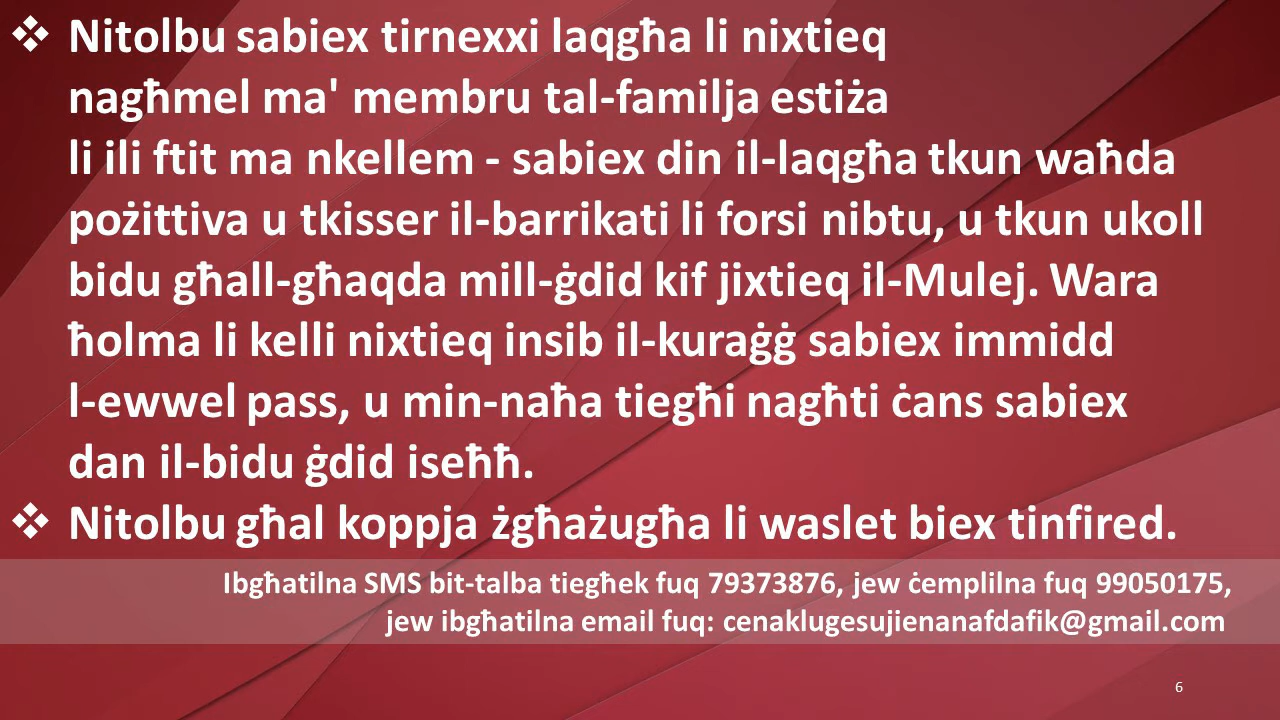 ❖ Nitolbu sabiex tirnexxi laqgħa li nixtieq
nagħmel ma' membru tal-familja estiża
li ili ftit ma nkellem - sabiex din il-laqgħa tkun waħda
pożittiva u tkisser il-barrikati li forsi nibtu, u tkun ukoll
bidu għall-għaqda mill-ġdid kif jixtieq il-Mulej. Wara
ħolma li kelli nixtieq insib il-kuraġġ sabiex immidd
l-ewwel pass, u min-naħa tiegħi nagħti ċans sabiex
dan il-bidu ġdid iseħħ.
❖ Nitolbu għal koppja żgħażugħa li waslet biex tinfired.
Ibgħatilna SMS bit-talba tiegħek fuq 79373876, jew ċemplilna fuq 99050175,
jew ibgħatilna email fuq: cenaklugesujienanafdafik@gmail.com
6